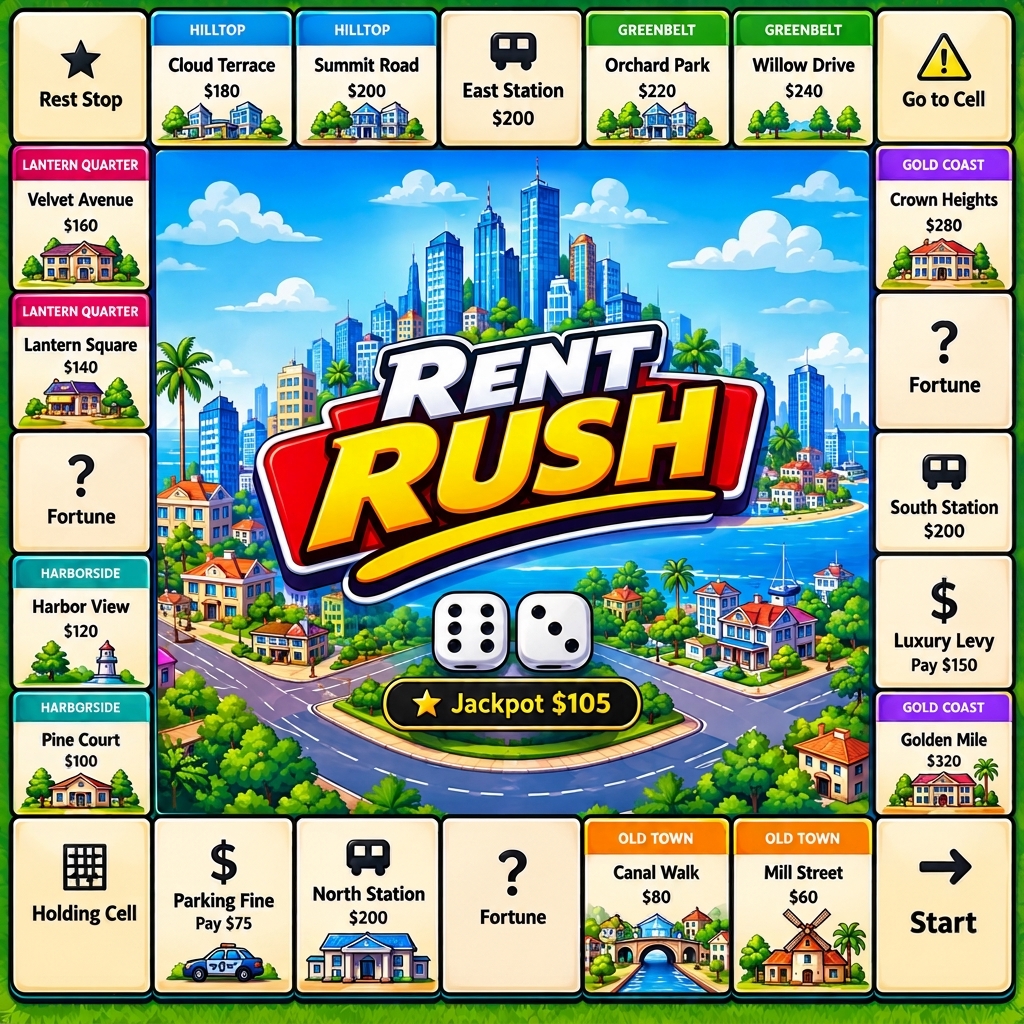 Rest Stop
HILLTOP
Cloud Terrace
$180
HILLTOP
Summit Road
$200
East Station
$200
GREENBELT
Orchard Park
$220
GREENBELT
Willow Drive
$240
Go to Cell
LANTERN QUARTER
Velvet Avenue
$160
GOLD COAST
Crown Heights
$280
LANTERN QUARTER
Lantern Square
$140
?
Fortune
?
Fortune
South Station
$200
HARBORSIDE
Harbor View
$120
$
Luxury Levy
Pay $150
HARBORSIDE
Pine Court
$100
GOLD COAST
Golden Mile
$320
RENT
RUSH
Jackpot $105
Holding Cell
$
Parking Fine
Pay $75
North Station
$200
?
Fortune
OLD TOWN
Canal Walk
$80
OLD TOWN
Mill Street
$60
Start